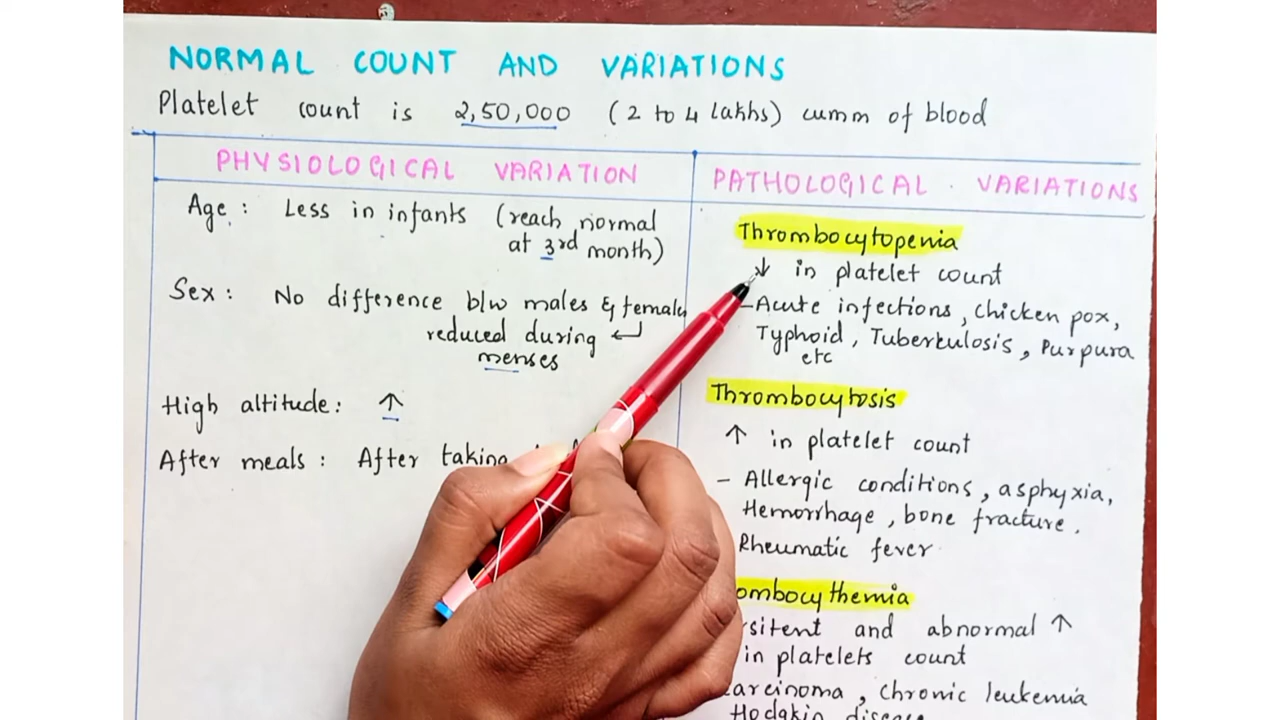 NORMAL COUNT AND VARIATIONS
Platelet count is 2,50,000 (2 to 4 lakhs) cumm of blood
PHYSIOLOGICAL VARIATION
Age : Less in infants (reach normal
at 3rd month)
Sex : No difference b/w males & female
reduced during ↵
menses
High altitude : ↑
After meals : After taking
PATHOLOGICAL . VARIATIONS
Thrombocytopenia
↓ in platelet count
- Acute infections, chicken pox,
Typhoid, Tuberkulosis, Purpura
etc
Thrombocytosis
↑ in platelet count
- Allergic conditions, asphyxia,
Hemorrhage, bone fracture.
Rheumatic fever
ombocythemia
sitent and abnormal ↑
in platelets count
arcinoma, chronic leukemia
Hodgkin disease